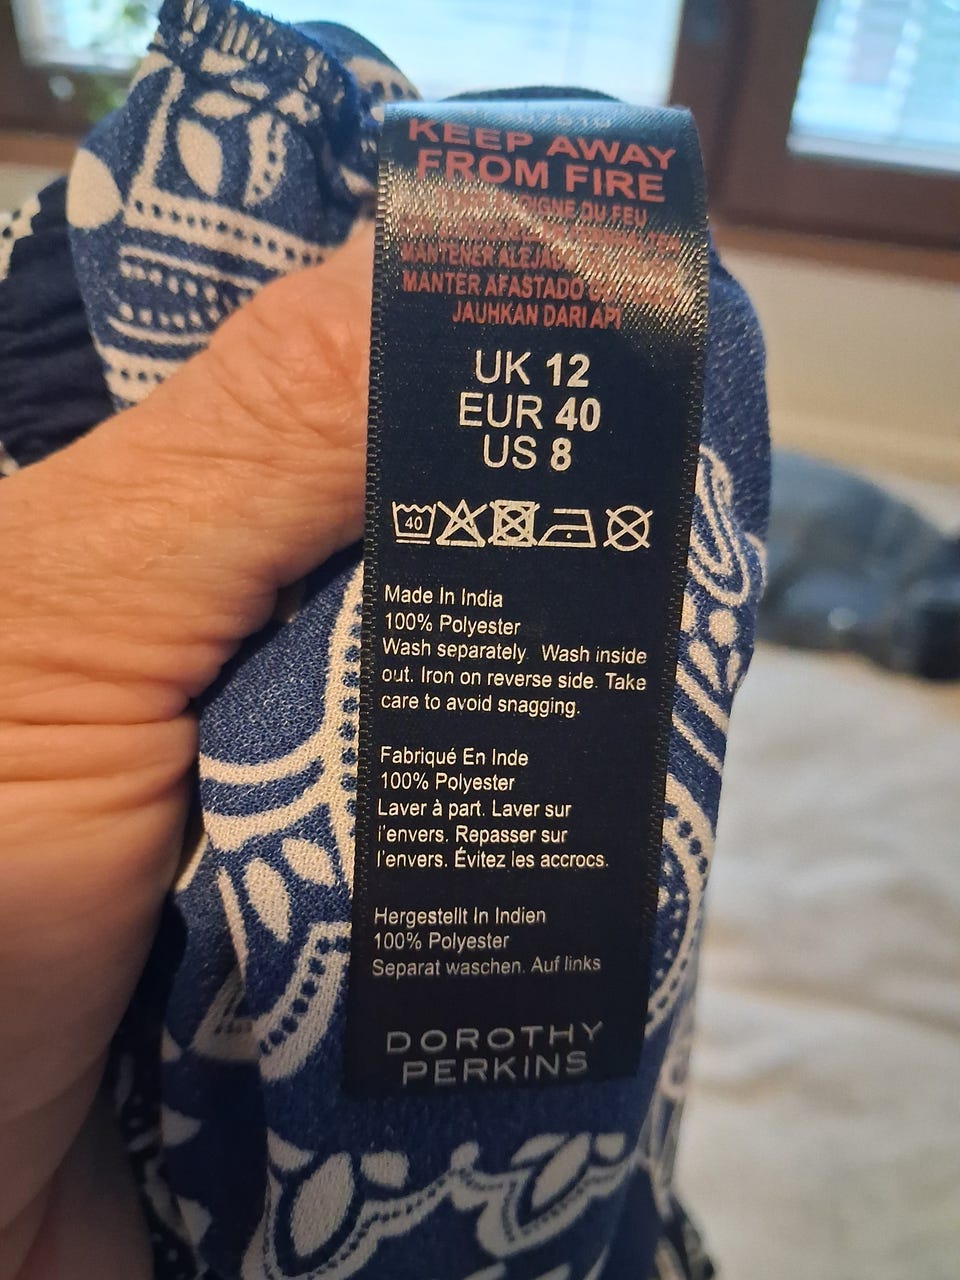 KEEP AWAY
FROM FIRE
DU FEU
MANTENER
MANTER AFASTADO
JAUHKAN DARI API
UK 12
EUR 40
US 8
40
Made In India
100% Polyester
Wash separately. Wash inside
out. Iron on reverse side. Take
care to avoid snagging.
Fabriqué En Inde
100% Polyester
Laver à part. Laver sur
l'envers. Repasser sur
l'envers. Évitez les accrocs.
Hergestellt In Indien
100% Polyester
Separat waschen. Auf links
DOROTHY
PERKINS